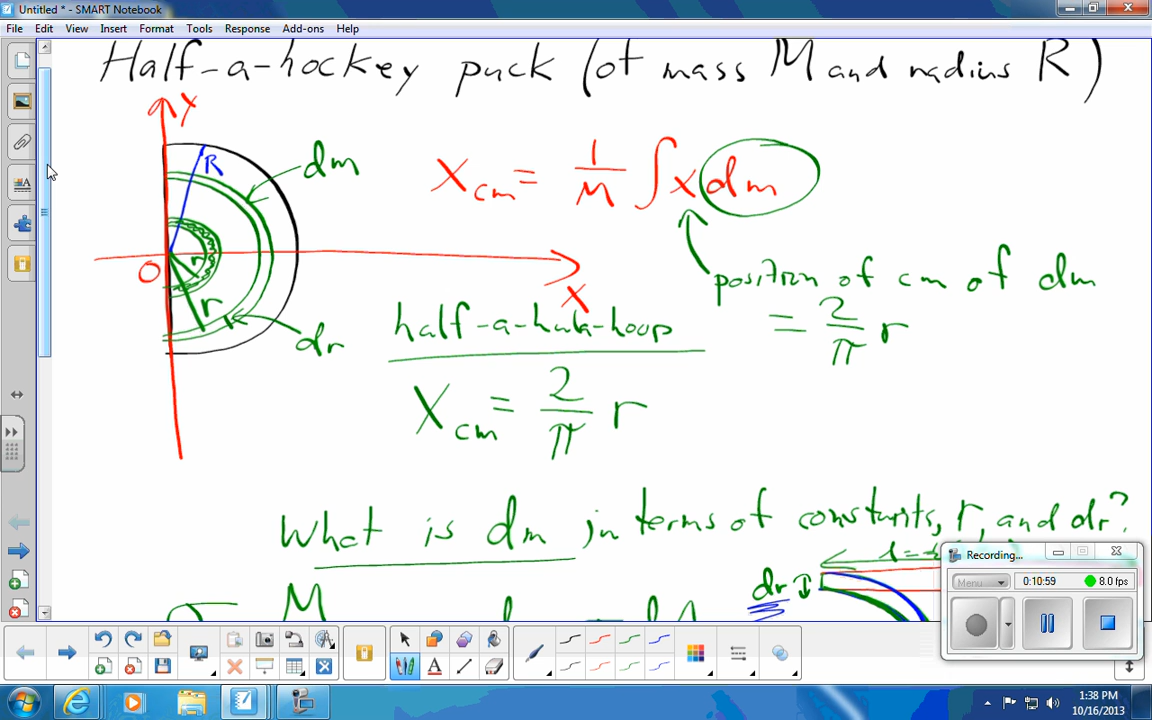 Untitled * - SMART Notebook
File Edit View Insert Format Tools Response Add-ons Help
Half-a-hockey puck (of mass M and radius R)
Y
R
dm
X cm = 1/M ∫ x dm
r
O
X
r
dr
position of cm of dm
= 2/π r
half-a-hula-hoop
X cm = 2/π r
What is dm in terms of constants, r, and dr?
Recording...
Menu
0:10:59
8.0 fps
dr
M
A
1:38 PM
10/16/2013